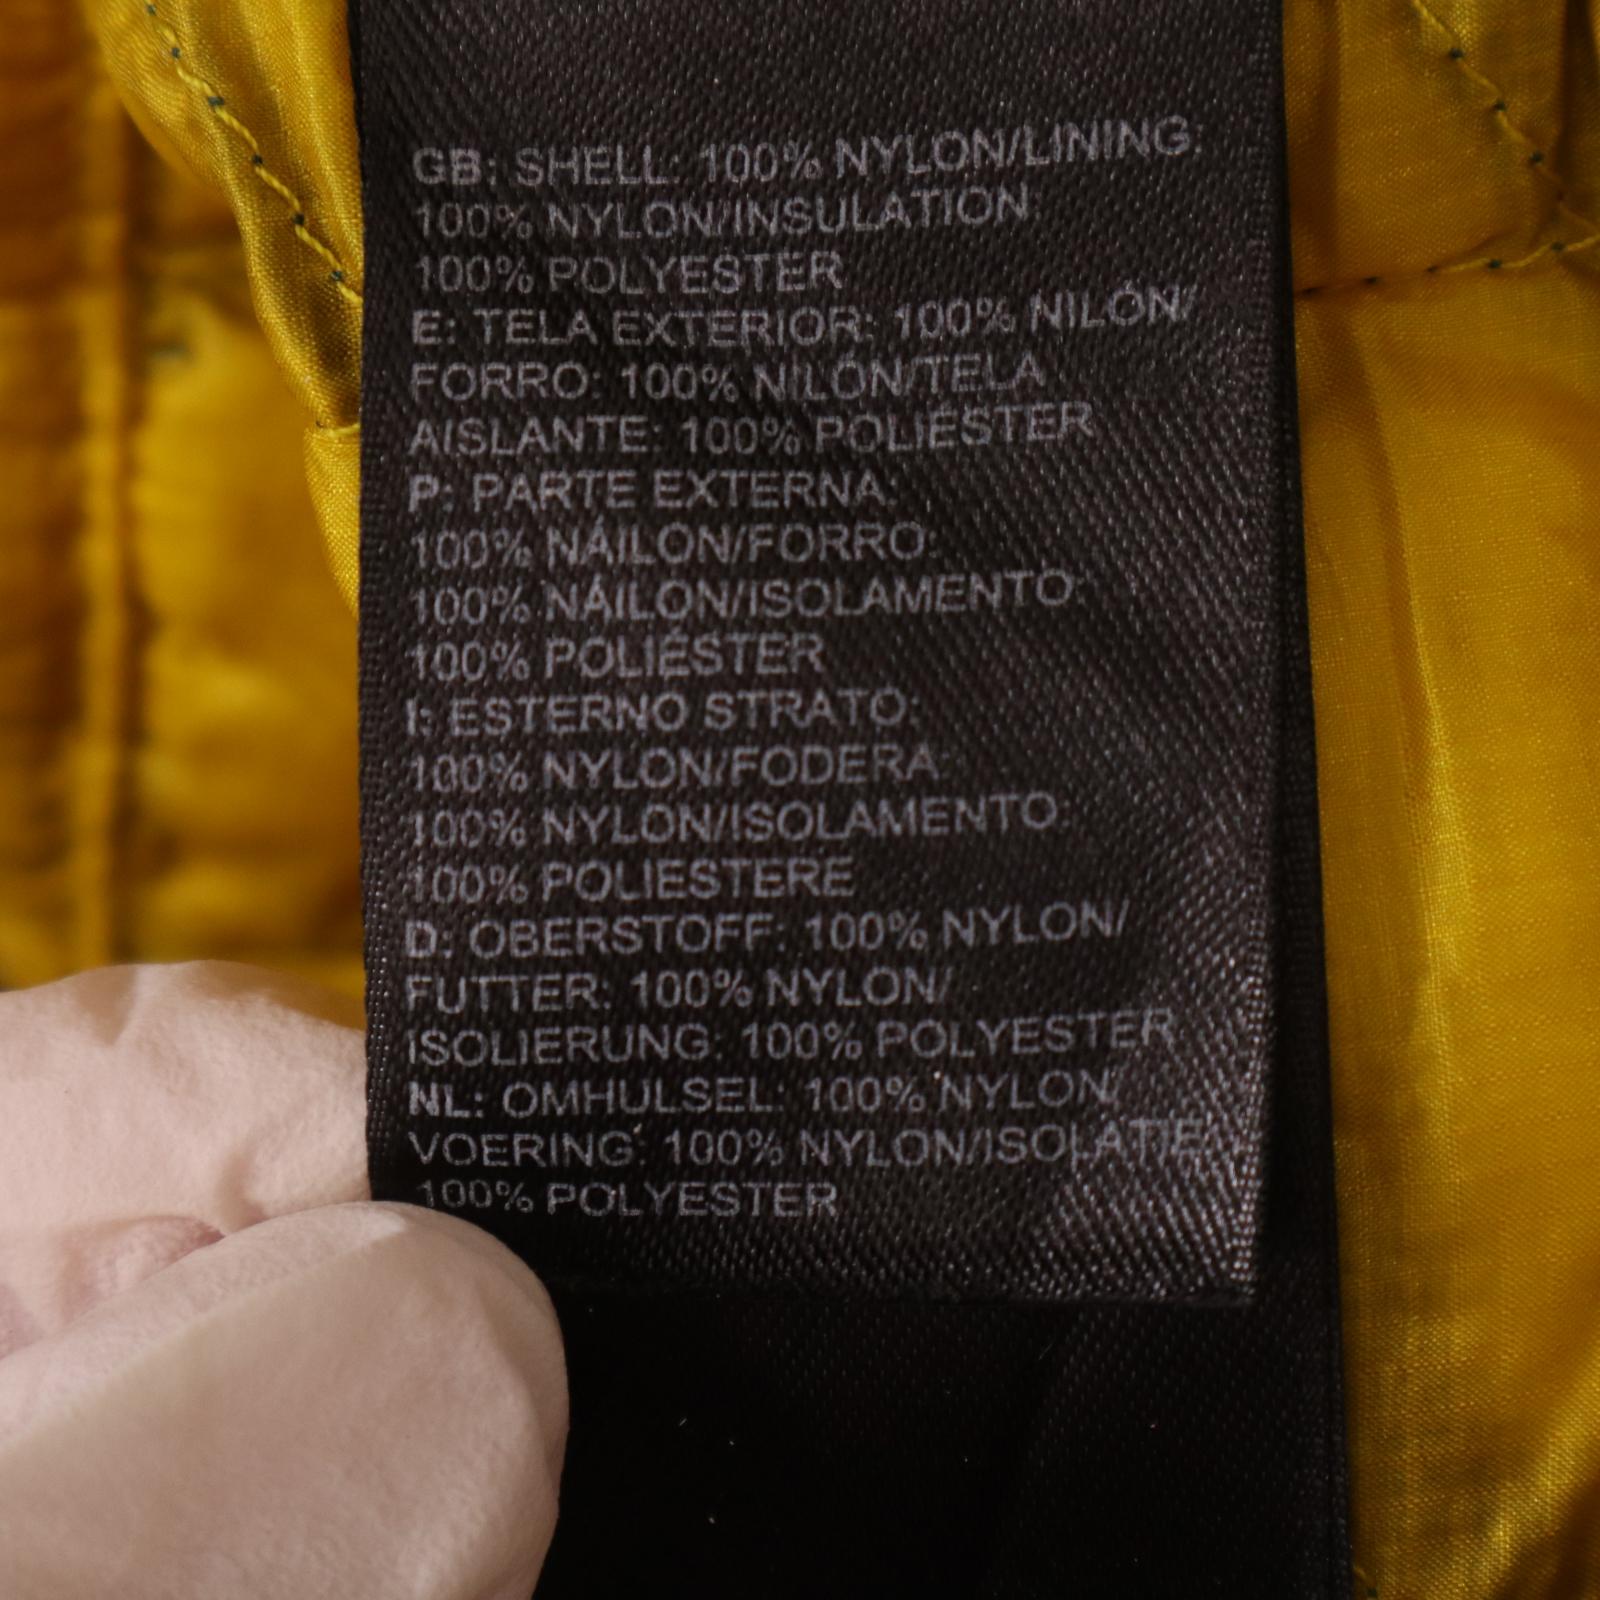 GB: SHELL: 100% NYLON/LINING:
100% NYLON/INSULATION:
100% POLYESTER
E: TELA EXTERIOR: 100% NILÓN/
FORRO: 100% NILÓN/TELA
AISLANTE: 100% POLIÉSTER
P: PARTE EXTERNA:
100% NÁILON/FORRO:
100% NÁILON/ISOLAMENTO:
100% POLIÉSTER
I: ESTERNO STRATO:
100% NYLON/FODERA:
100% NYLON/ISOLAMENTO:
100% POLIESTERE
D: OBERSTOFF: 100% NYLON/
FUTTER: 100% NYLON/
ISOLIERUNG: 100% POLYESTER
NL: OMHULSEL: 100% NYLON/
VOERING: 100% NYLON/ISOLATIE:
100% POLYESTER